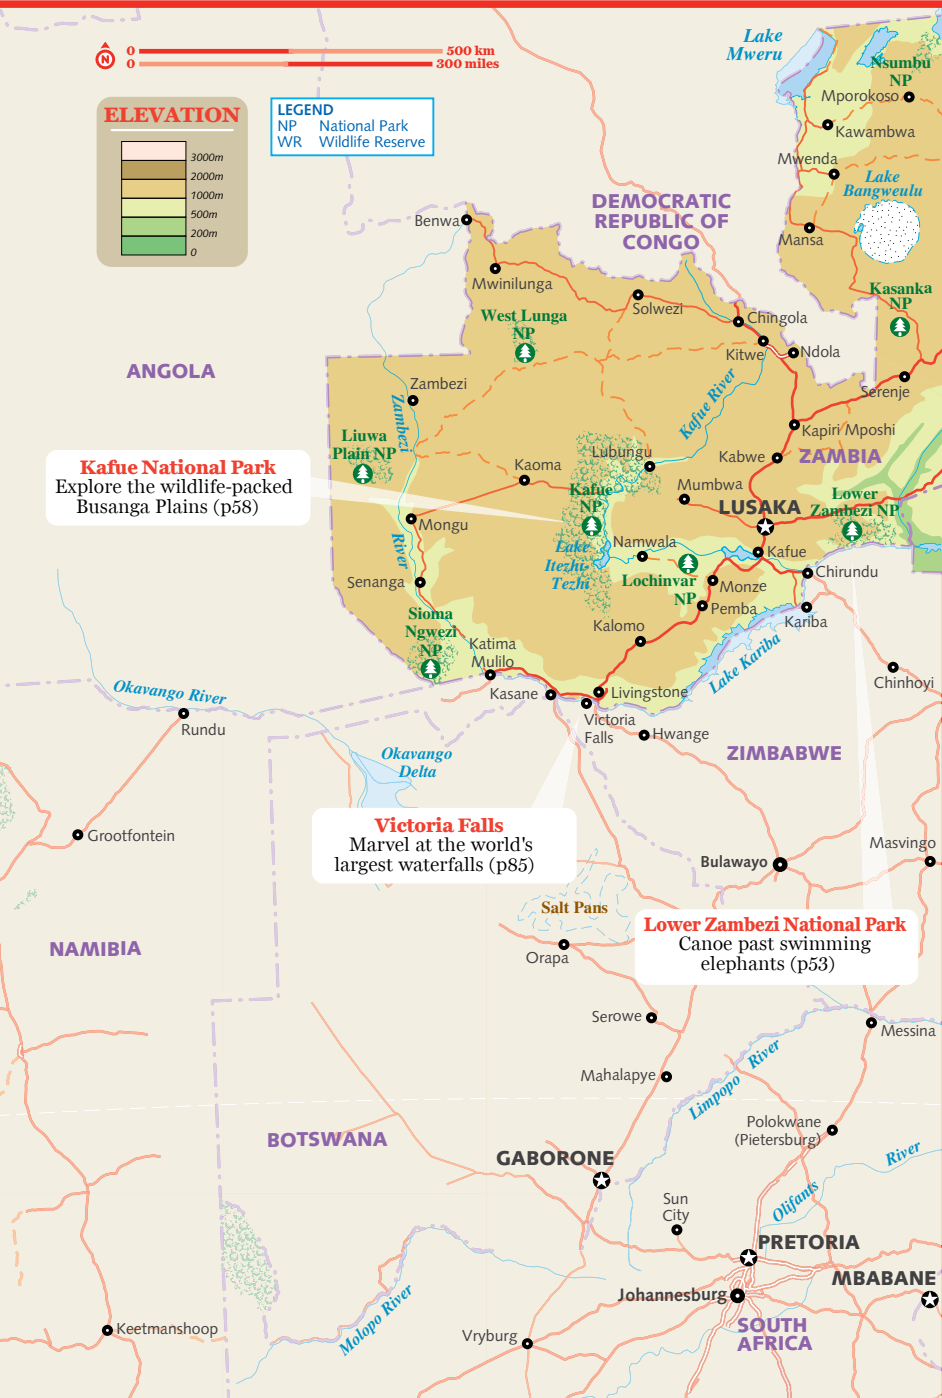 0
500 km
0
300 miles
N
ELEVATION
3000m
2000m
1000m
500m
200m
0
LEGEND
NP National Park
WR Wildlife Reserve
Lake
Mweru
Nsumbu
NP
Mporokoso
Kawambwa
Mwenda
Lake
Bangweulu
Mansa
DEMOCRATIC
REPUBLIC OF
CONGO
Benwa
Mwinilunga
Solwezi
Kasanka
NP
West Lunga
NP
Chingola
Kitwe
Ndola
Serenje
ANGOLA
Zambezi
Zambezi
River
Kafue River
Kapiri Mposhi
Liuwa
Plain NP
Lubungu
Kabwe
ZAMBIA
Kafue National Park
Explore the wildlife-packed
Busanga Plains (p58)
Kaoma
Kafue
NP
Mumbwa
LUSAKA
Lower
Zambezi NP
Mongu
Lake
Itezhi-
Tezhi
Namwala
Kafue
Chirundu
Senanga
Lochinvar
NP
Monze
Pemba
Kariba
Sioma
Ngwezi
NP
Kalomo
Katima
Mulilo
Lake Kariba
Chinhoyi
Okavango River
Kasane
Livingstone
Rundu
Victoria
Falls
Hwange
ZIMBABWE
Okavango
Delta
Victoria Falls
Marvel at the world's
largest waterfalls (p85)
Grootfontein
Masvingo
Bulawayo
Salt Pans
Lower Zambezi National Park
Canoe past swimming
elephants (p53)
NAMIBIA
Orapa
Serowe
Messina
Mahalapye
Limpopo
River
Polokwane
(Pietersburg)
BOTSWANA
GABORONE
River
Olifants
Sun
City
PRETORIA
MBABANE
Johannesburg
Molopo River
Keetmanshoop
Vryburg
SOUTH
AFRICA